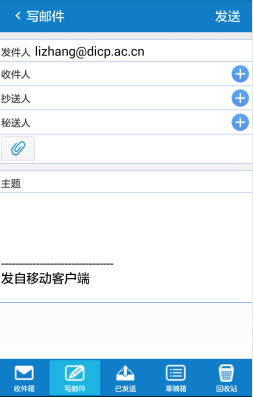 写邮件 发送
发件人 lizhang@dicp.ac.cn
收件人
抄送人
秘送人
主题
--------------------------------
发自移动客户端
收件箱 写邮件 已发送 草稿箱 回收站